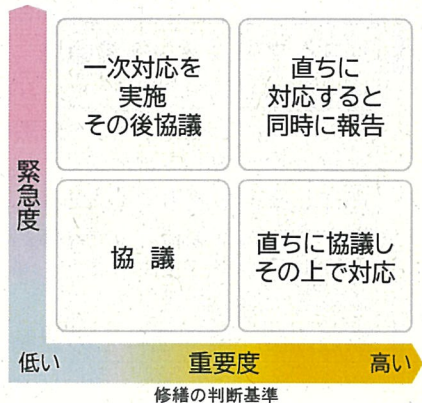 一次対応を
実施
その後協議
直ちに
対応すると
同時に報告
緊急度
協 議
直ちに協議し
その上で対応
低い
重要度
高い
修繕の判断基準